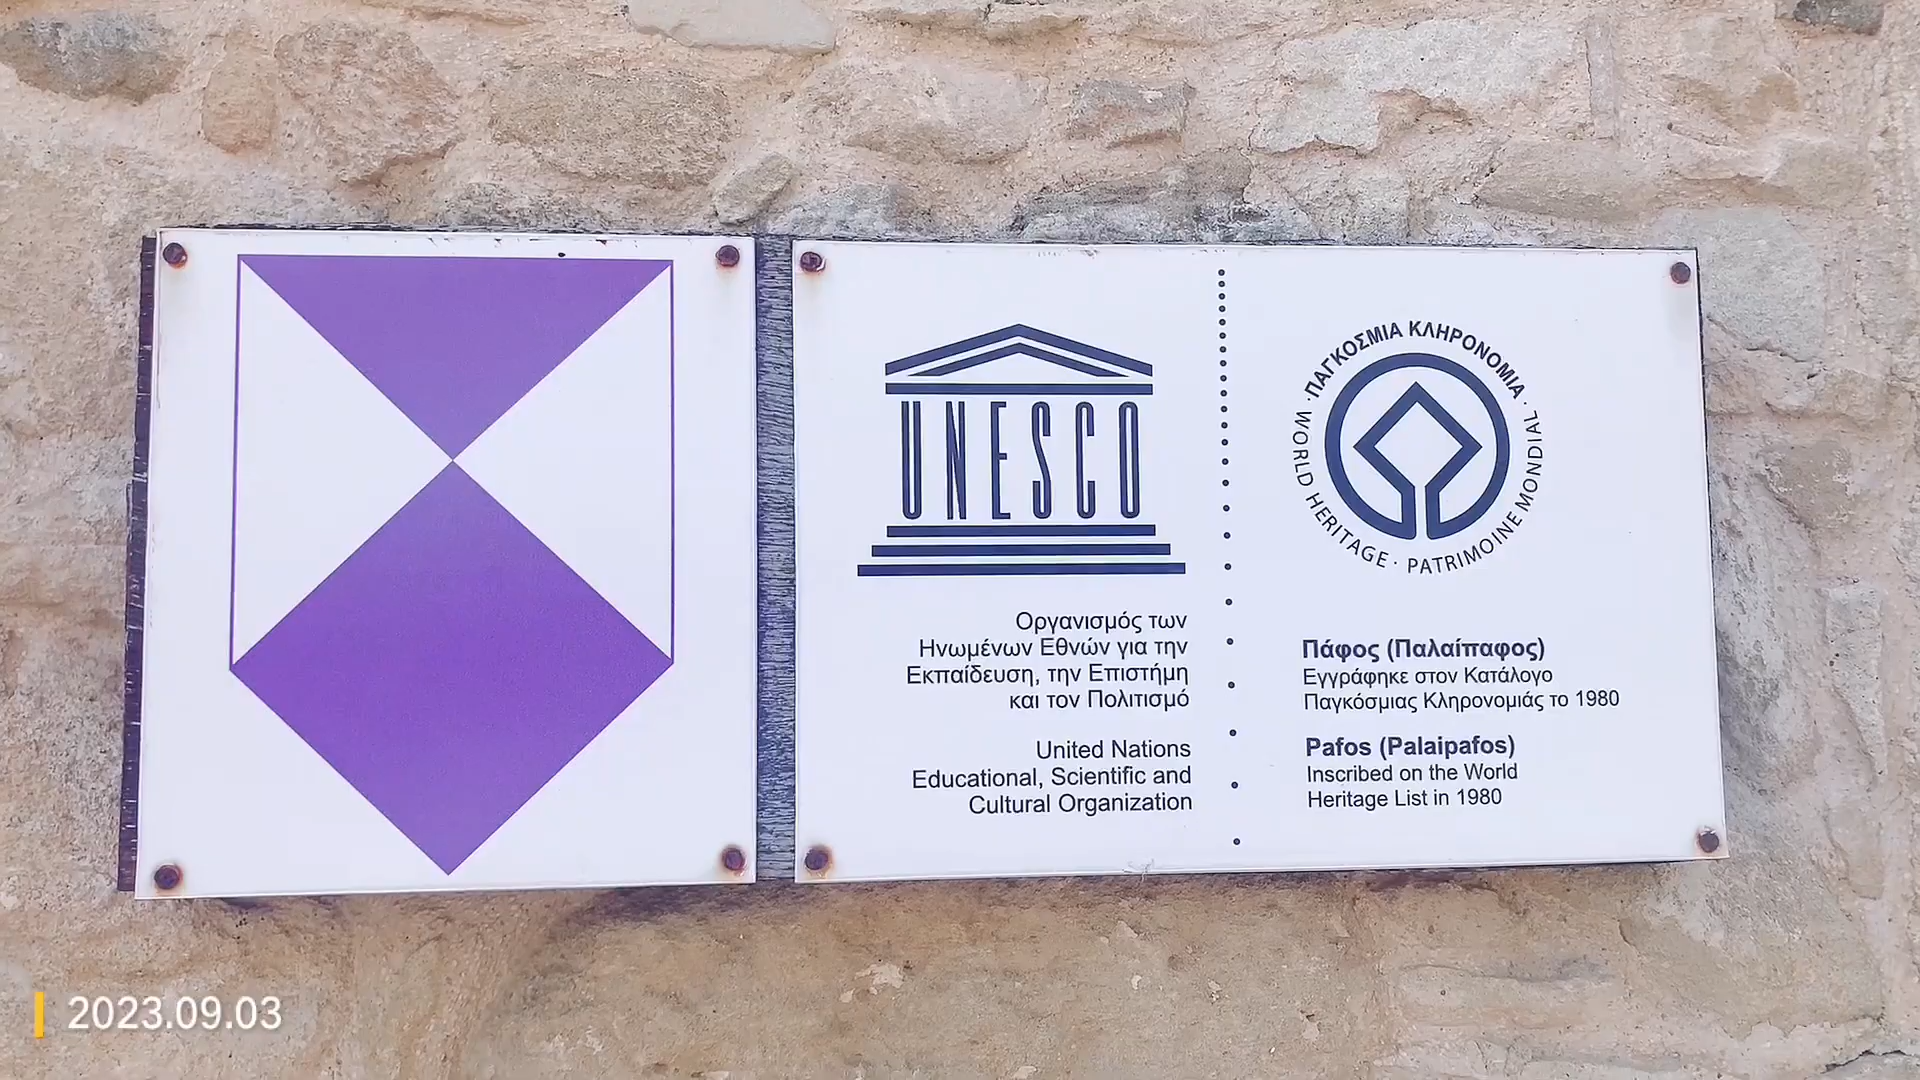 UNESCO
Οργανισμός των
Ηνωμένων Εθνών για την
Εκπαίδευση, την Επιστήμη
και τον Πολιτισμό
United Nations
Educational, Scientific and
Cultural Organization
ΠΑΓΚΟΣΜΙΑ ΚΛΗΡΟΝΟΜΙΑ ·
WORLD HERITAGE · PATRIMOINE MONDIAL ·
Πάφος (Παλαίπαφος)
Εγγράφηκε στον Κατάλογο
Παγκόσμιας Κληρονομιάς το 1980
Pafos (Palaipafos)
Inscribed on the World
Heritage List in 1980
2023.09.03